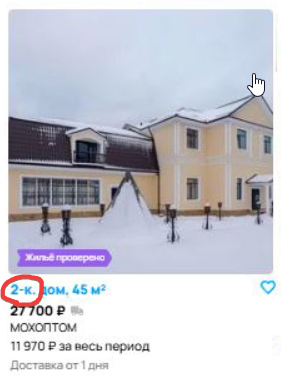 Жильё проверено
2-к. дом, 45 м²
27 700 ₽
МОХОПТОМ
11 970 ₽ за весь период
Доставка от 1 дня